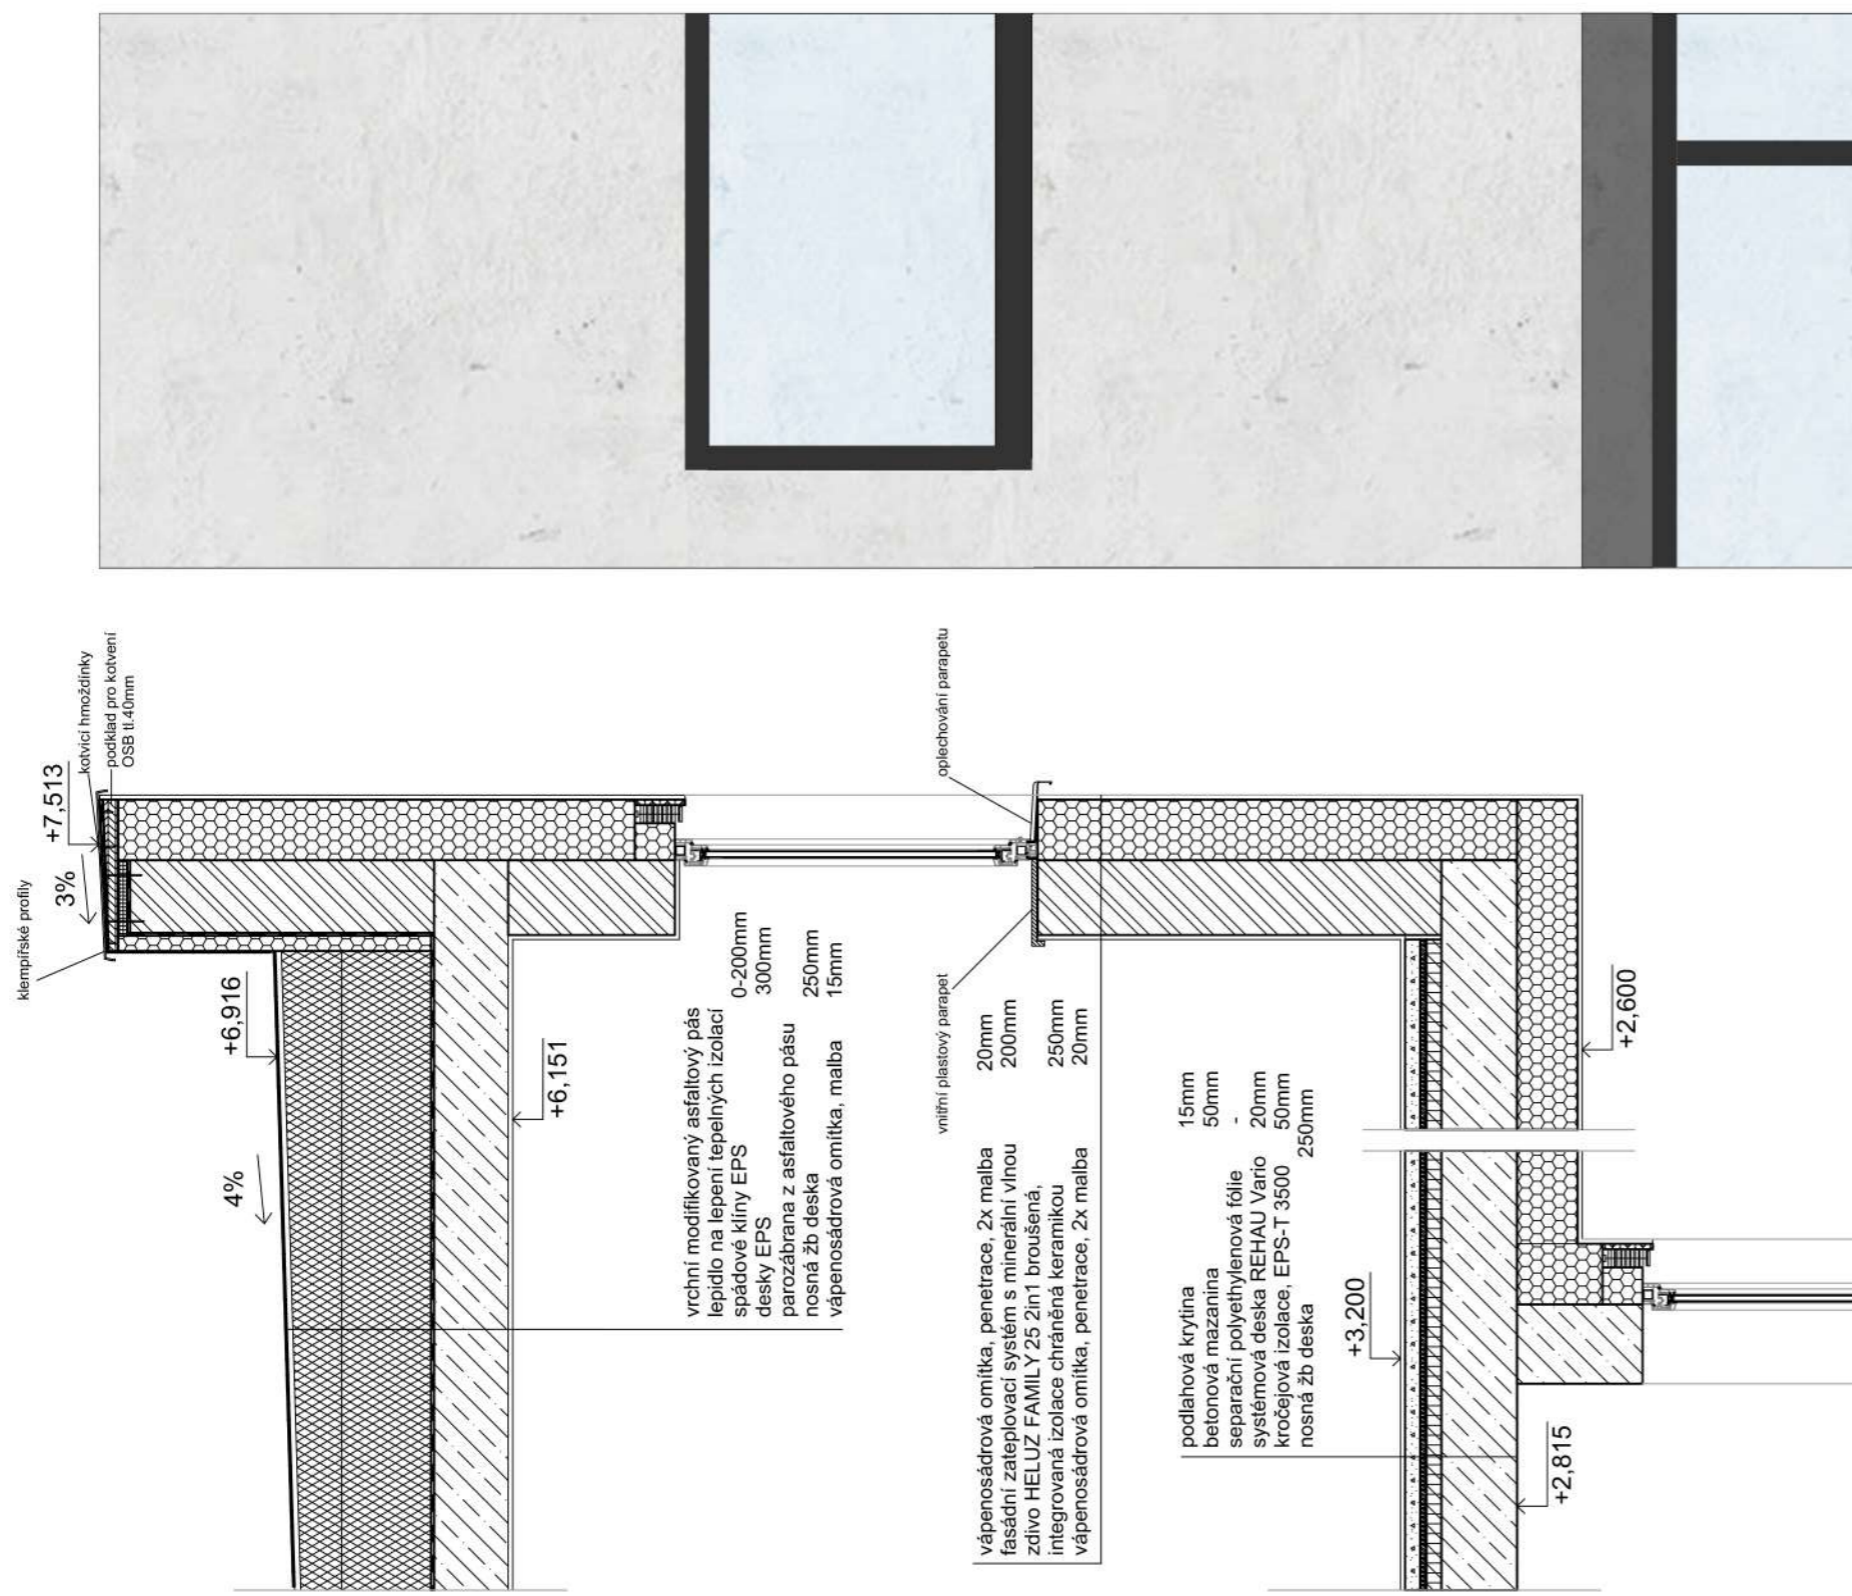 klempířské profily
3%
+7,513
kotvicí hmoždínky
podklad pro kotvení
OSB tl.40mm
4%
+6,916
+6,151
vrchní modifikovaný asfaltový pás
lepidlo na lepení tepelných izolací
spádové klíny EPS 0-200mm
desky EPS 300mm
parozábrana z asfaltového pásu
nosná žb deska 250mm
vápenosádrová omítka, malba 15mm
oplechování parapetu
vnitřní plastový parapet
vápenosádrová omítka, penetrace, 2x malba 20mm
fasádní zateplovací systém s minerální vlnou 200mm
zdivo HELUZ FAMILY 25 2in1 broušená,
integrovaná izolace chráněná keramikou 250mm
vápenosádrová omítka, penetrace, 2x malba 20mm
podlahová krytina 15mm
betonová mazanina 50mm
separační polyethylenová fólie -
systémová deska REHAU Vario 20mm
kročejová izolace, EPS-T 3500 50mm
nosná žb deska 250mm
+3,200
+2,815
+2,600